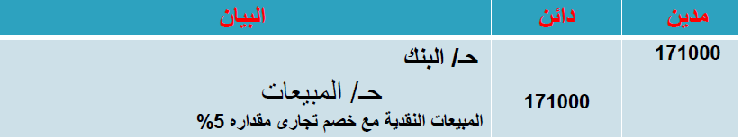 مدين دائن البيان
171000 حـ/ البنك
171000 حـ/ المبيعات
المبيعات النقدية مع خصم تجارى مقداره 5%